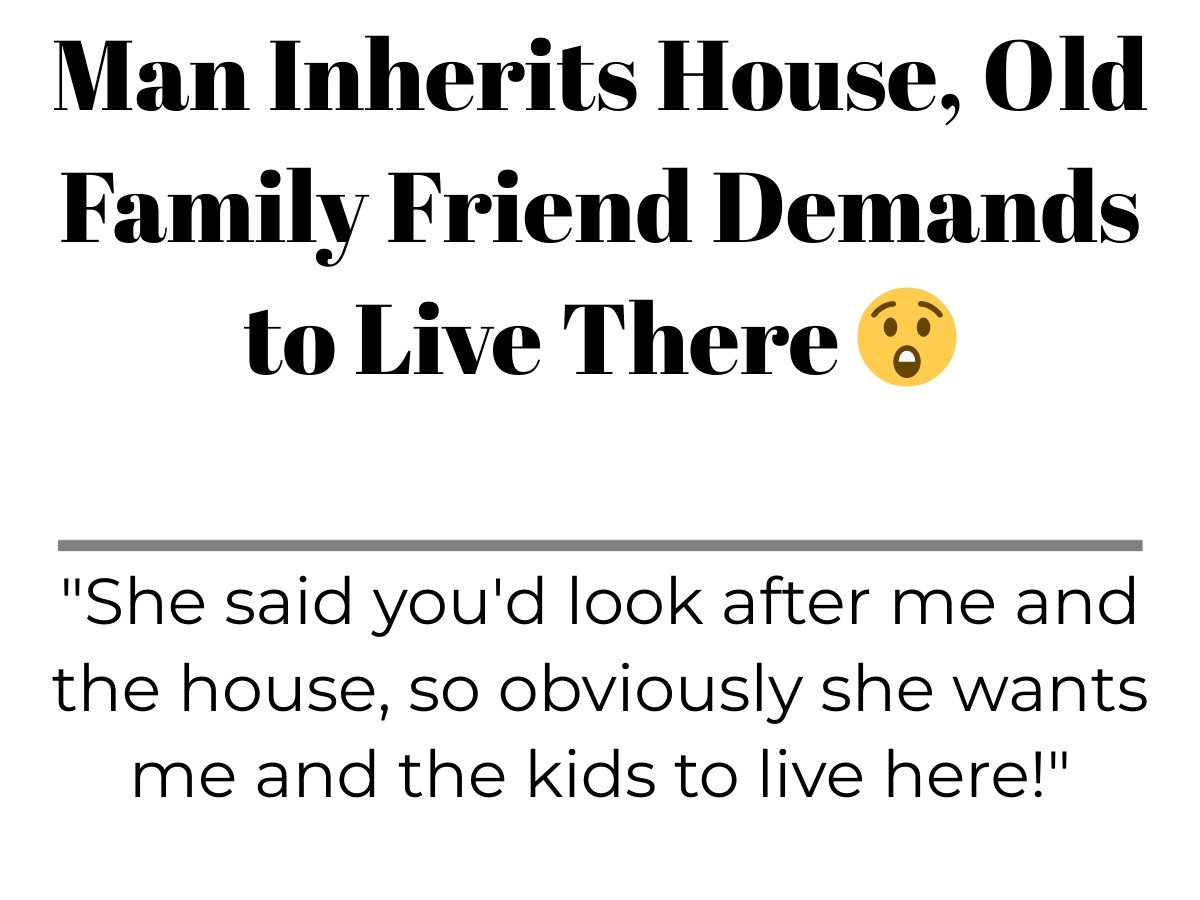 Man Inherits House, Old
Family Friend Demands
to Live There 😲
"She said you'd look after me and
the house, so obviously she wants
me and the kids to live here!"